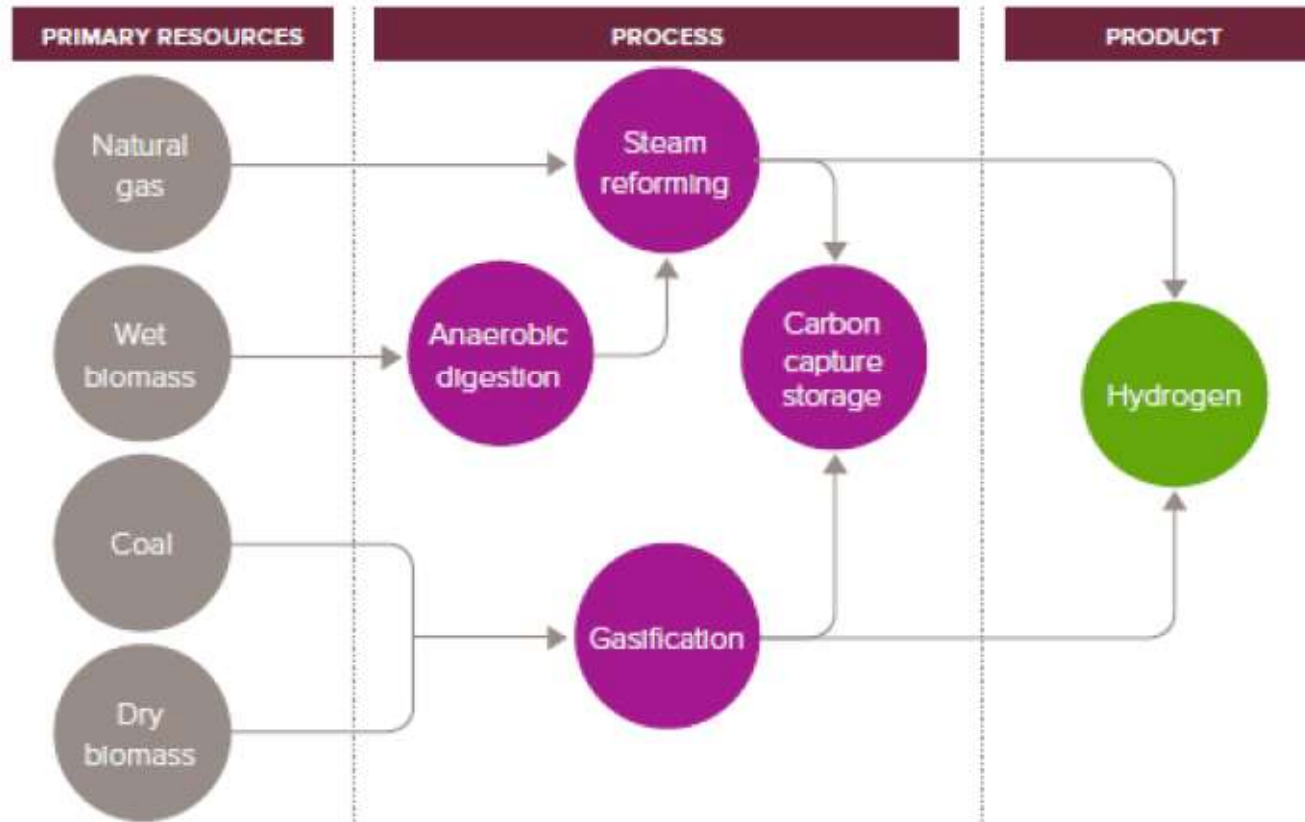 PRIMARY RESOURCES
PROCESS
PRODUCT
Natural
gas
Steam
reforming
Wet
biomass
Anaerobic
digestion
Carbon
capture
storage
Hydrogen
Coal
Gasification
Dry
biomass